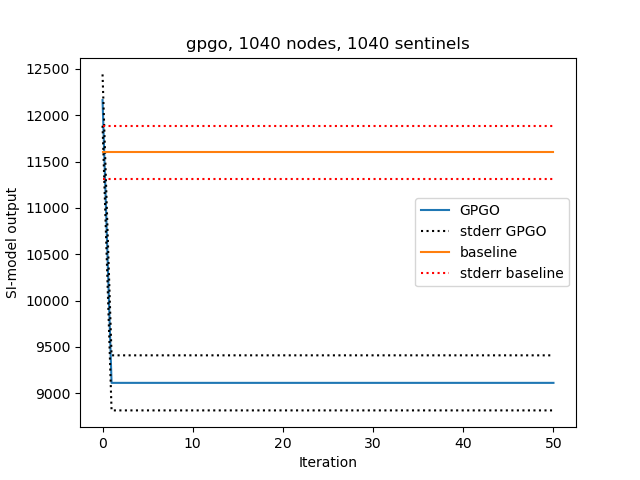 gpgo, 1040 nodes, 1040 sentinels
12500
12000
11500
11000
10500
10000
9500
9000
SI-model output
GPGO
stderr GPGO
baseline
stderr baseline
0 10 20 30 40 50
Iteration